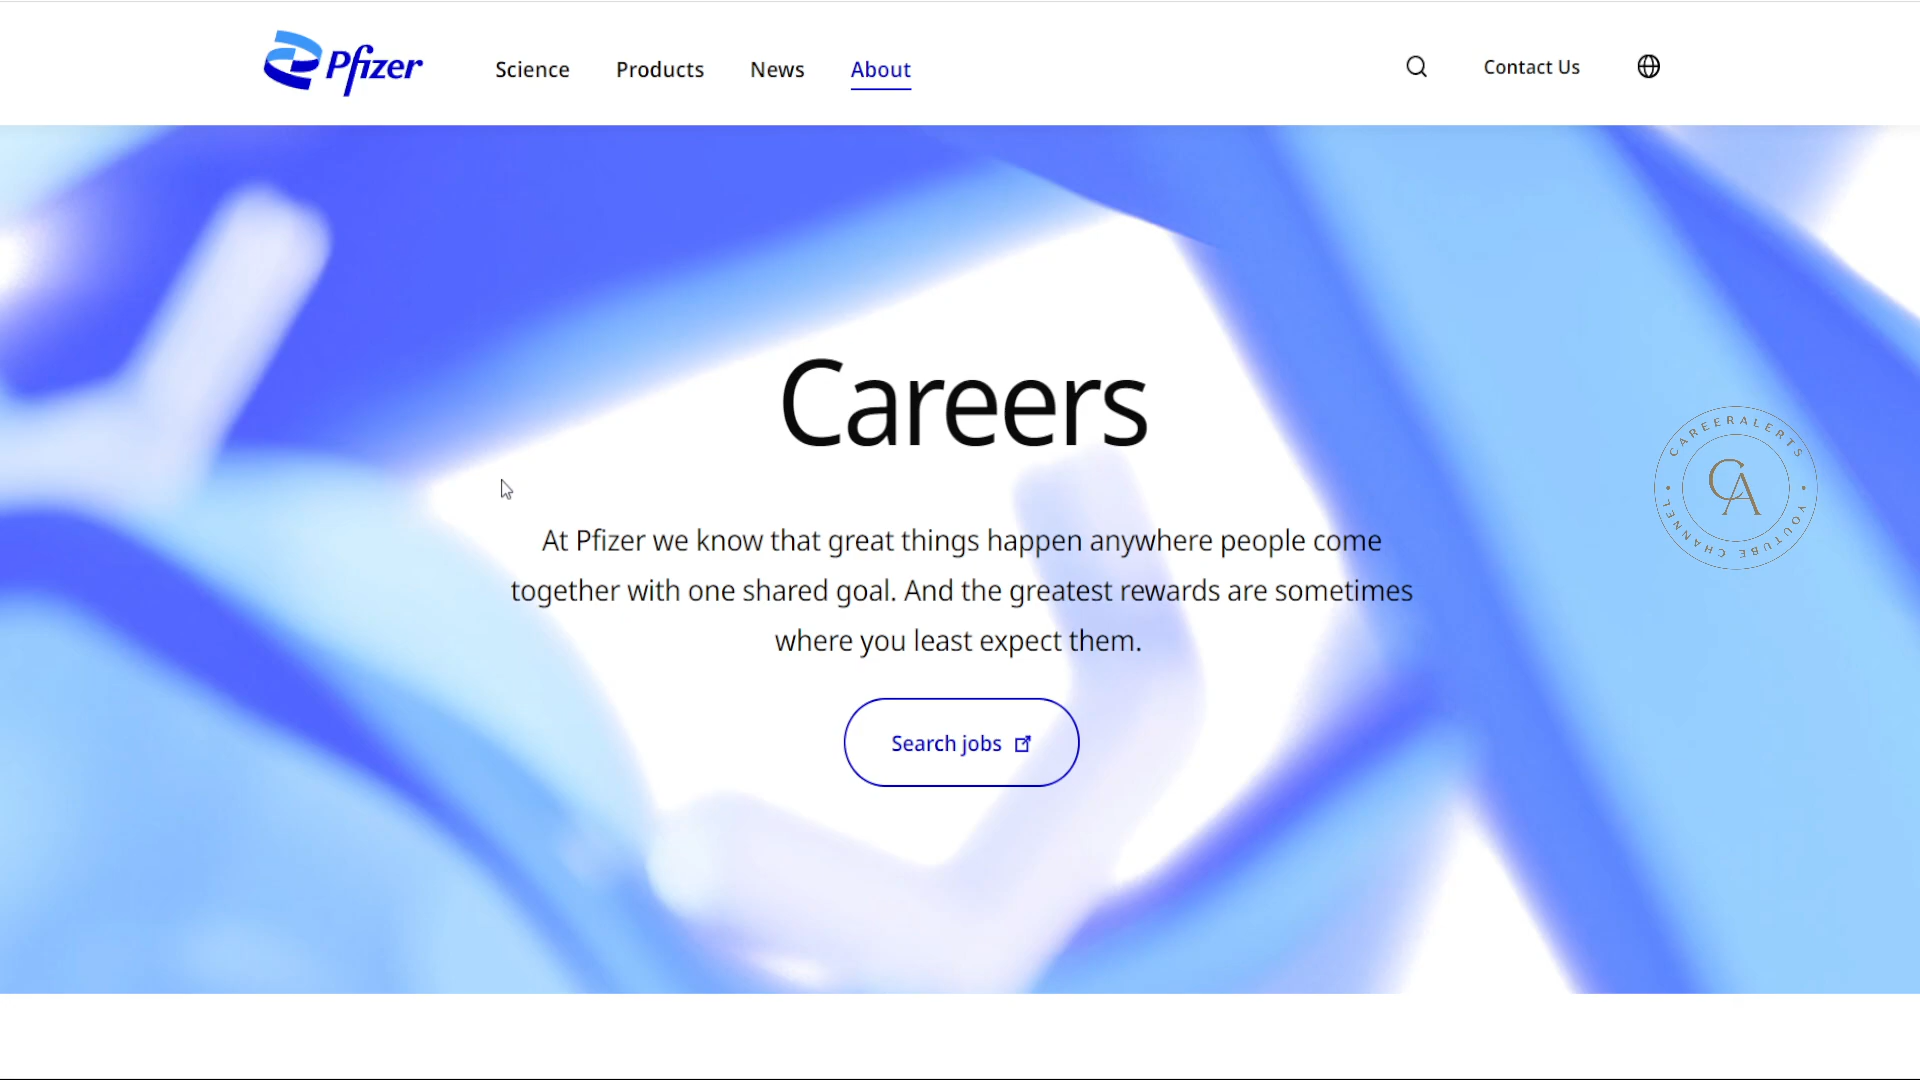 Pfizer
Science
Products
News
About
Contact Us
Careers
At Pfizer we know that great things happen anywhere people come
together with one shared goal. And the greatest rewards are sometimes
where you least expect them.
Search jobs
CAREERALERTS
CA
YOUTUBE CHANNEL